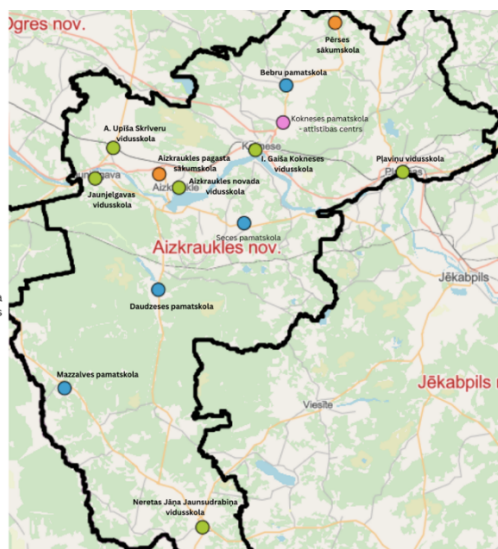 Ogres nov.
Pērses
sākumskola
Bebru pamatskola
Kokneses pamatskola
- attīstības centrs
A. Upīša Skrīveru
vidusskola
I. Gaiša Kokneses
vidusskola
Aizkraukles pagasta
sākumskola
Pļaviņu vidusskola
Aizkraukles novada
vidusskola
Jaunjelgavas
vidusskola
Seces pamatskola
Aizkraukles nov.
Jēkabpils
Daudzeses pamatskola
Mazzalves pamatskola
Jēkabpils
Viesīte
Neretas Jāņa Jaunsudrabiņa
vidusskola